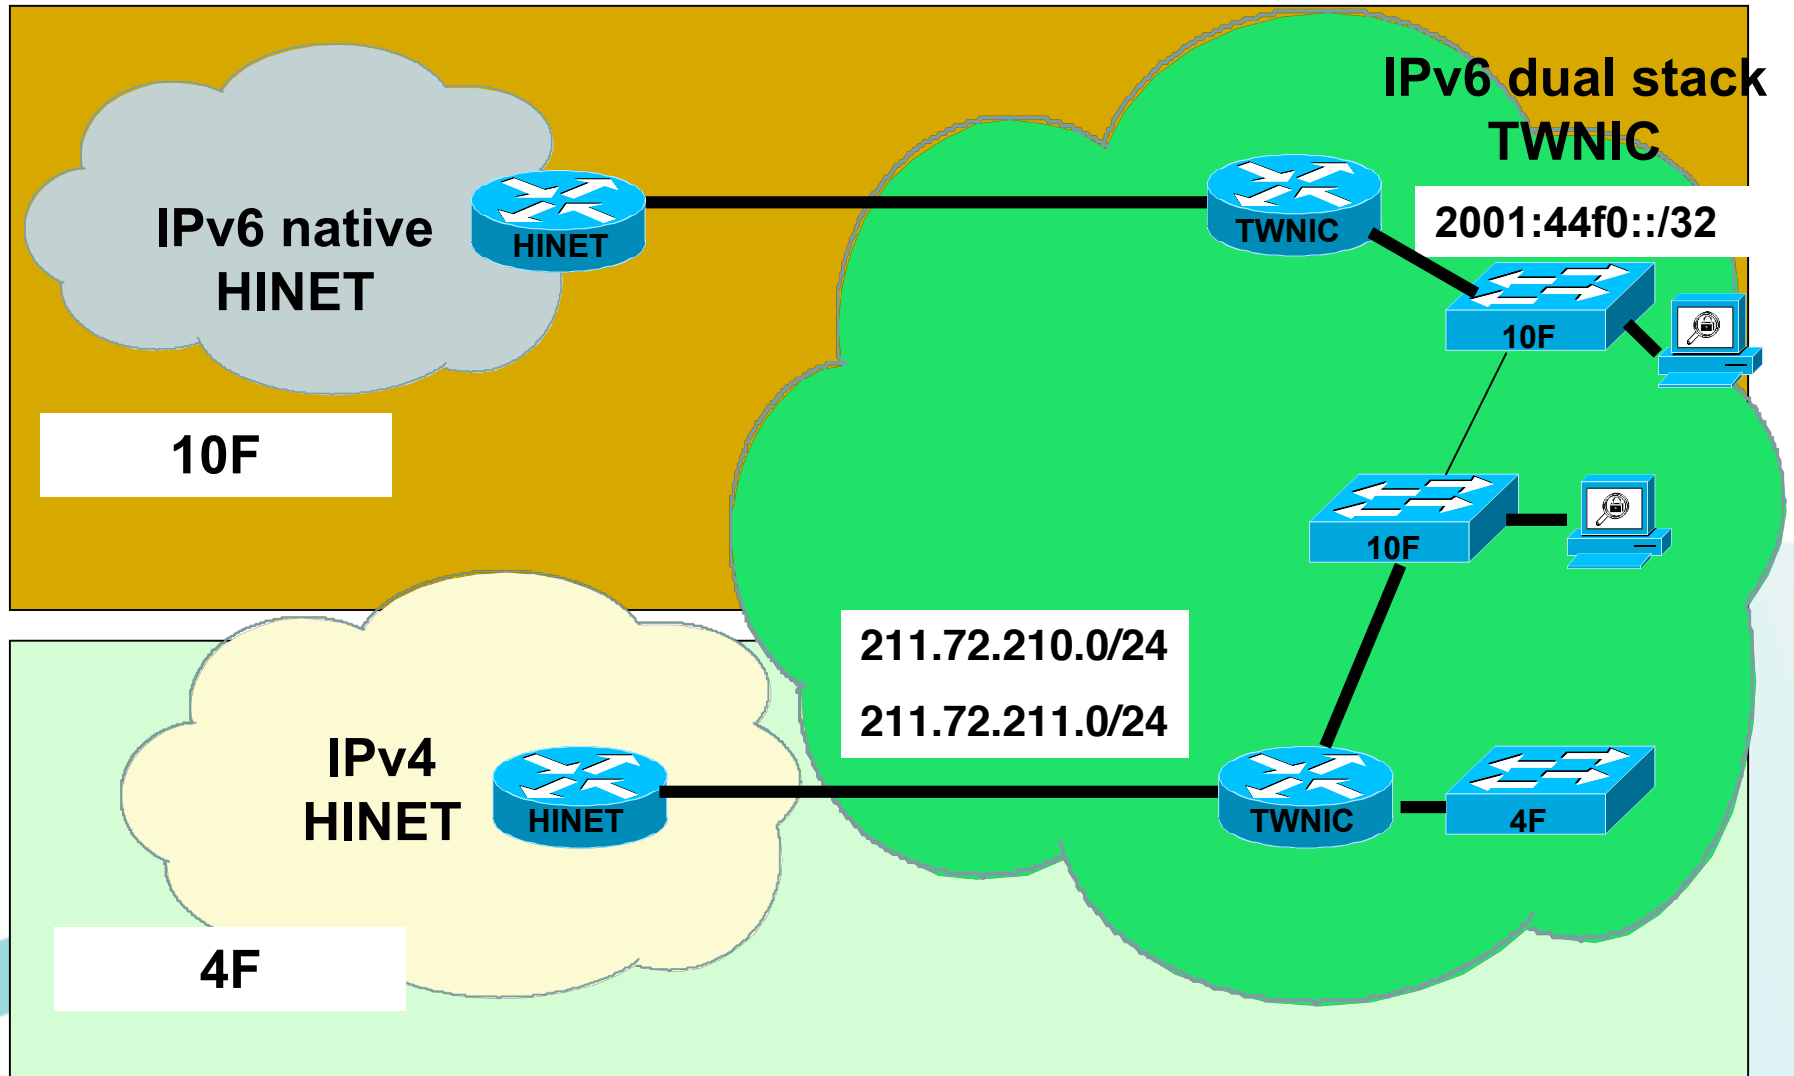 IPv6 dual stack
TWNIC
2001:44f0::/32
IPv6 native
HINET
HINET
TWNIC
10F
10F
10F
211.72.210.0/24
211.72.211.0/24
IPv4
HINET
HINET
TWNIC
4F
4F